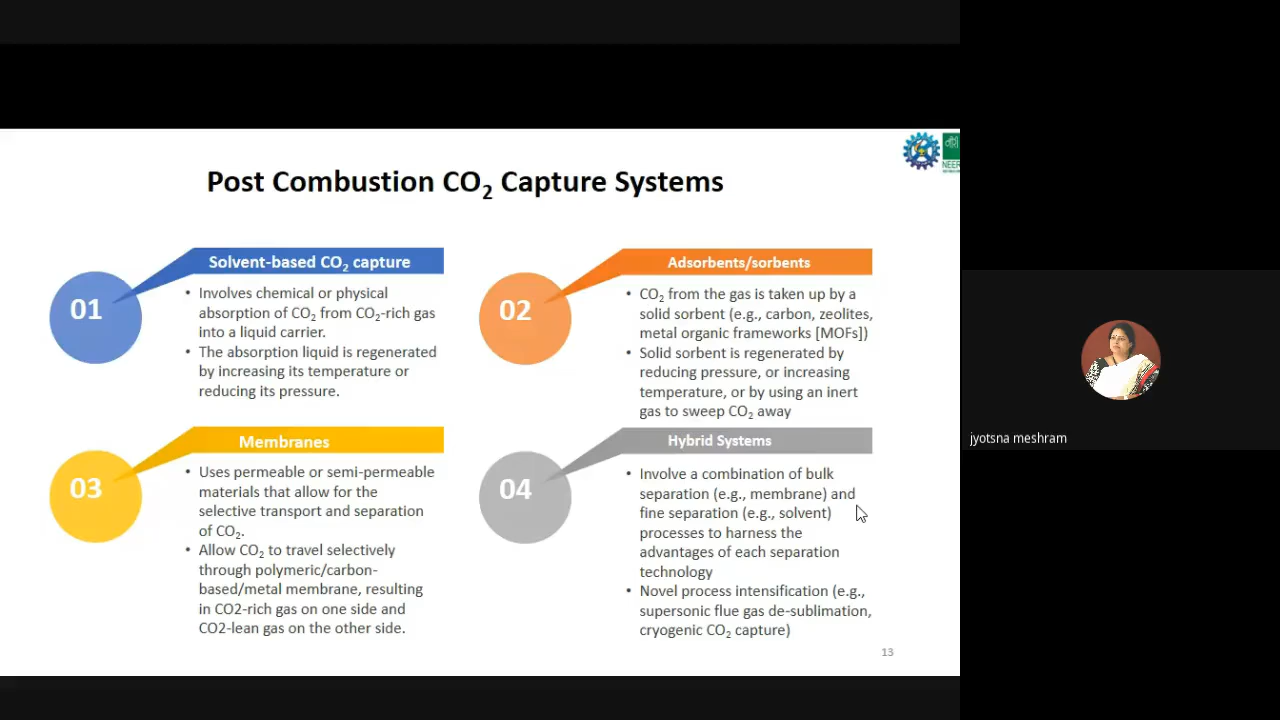 Post Combustion CO₂ Capture Systems
01
Solvent-based CO₂ capture
• Involves chemical or physical
absorption of CO₂ from CO₂-rich gas
into a liquid carrier.
• The absorption liquid is regenerated
by increasing its temperature or
reducing its pressure.
02
Adsorbents/sorbents
• CO₂ from the gas is taken up by a
solid sorbent (e.g., carbon, zeolites,
metal organic frameworks [MOFs])
• Solid sorbent is regenerated by
reducing pressure, or increasing
temperature, or by using an inert
gas to sweep CO₂ away
03
Membranes
• Uses permeable or semi-permeable
materials that allow for the
selective transport and separation
of CO₂.
• Allow CO₂ to travel selectively
through polymeric/carbon-
based/metal membrane, resulting
in CO2-rich gas on one side and
CO2-lean gas on the other side.
04
Hybrid Systems
• Involve a combination of bulk
separation (e.g., membrane) and
fine separation (e.g., solvent)
processes to harness the
advantages of each separation
technology
• Novel process intensification (e.g.,
supersonic flue gas de-sublimation,
cryogenic CO₂ capture)
13
jyotsna meshram